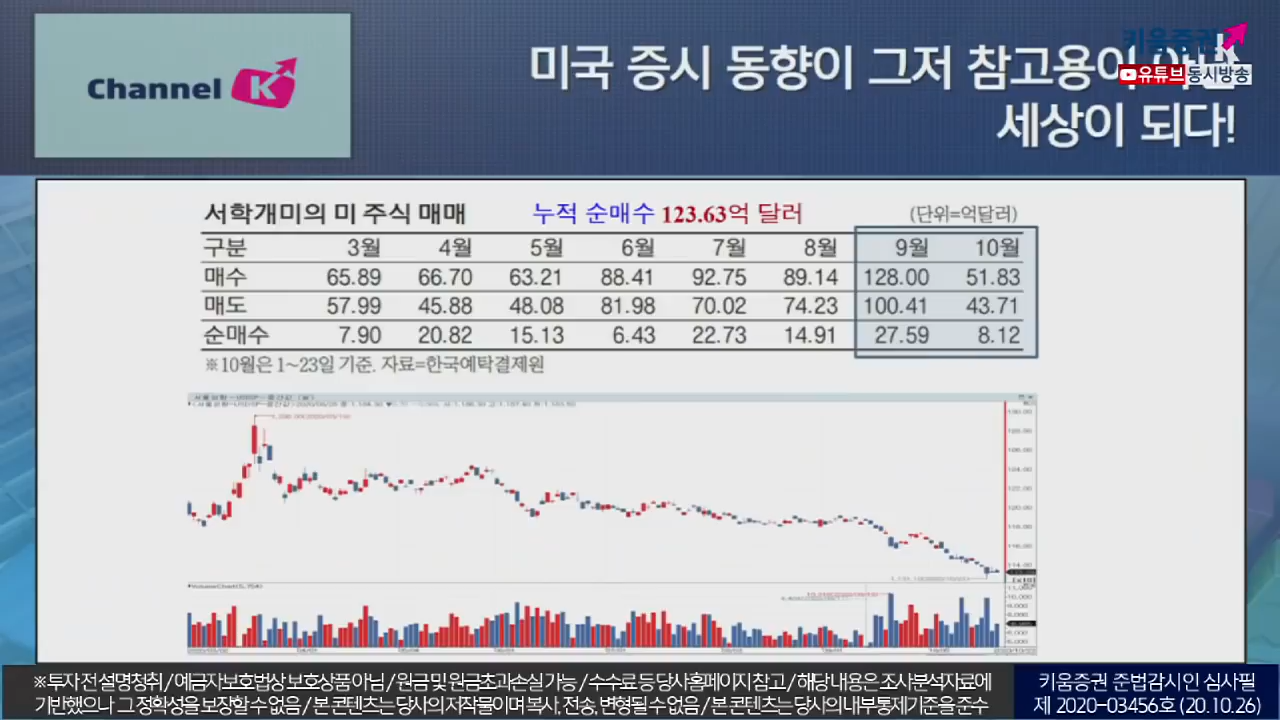 Channel K
미국 증시 동향이 그저 참고용이
세상이 되다!
키움증권
유튜브 동시방송
서학개미의 미 주식 매매 누적 순매수 123.63억 달러 (단위=억달러)
구분 3월 4월 5월 6월 7월 8월 9월 10월
매수 65.89 66.70 63.21 88.41 92.75 89.14 128.00 51.83
매도 57.99 45.88 48.08 81.98 70.02 74.23 100.41 43.71
순매수 7.90 20.82 15.13 6.43 22.73 14.91 27.59 8.12
※10월은 1~23일 기준. 자료=한국예탁결제원
※ 투자 전 설명청취 / 예금자보호법상 보호상품 아님 / 원금 및 원금초과손실 가능 / 수수료 등 당사 홈페이지 참고 / 해당 내용은 조사분석자료에
기반했으나 그 정확성을 보장할 수 없음 / 본 콘텐츠는 당사의 저작물이며 복사, 전송, 변형될 수 없음 / 본 콘텐츠는 당사의 내부통제기준을 준수
키움증권 준법감시인 심사필
제 2020-03456호 (20.10.26)